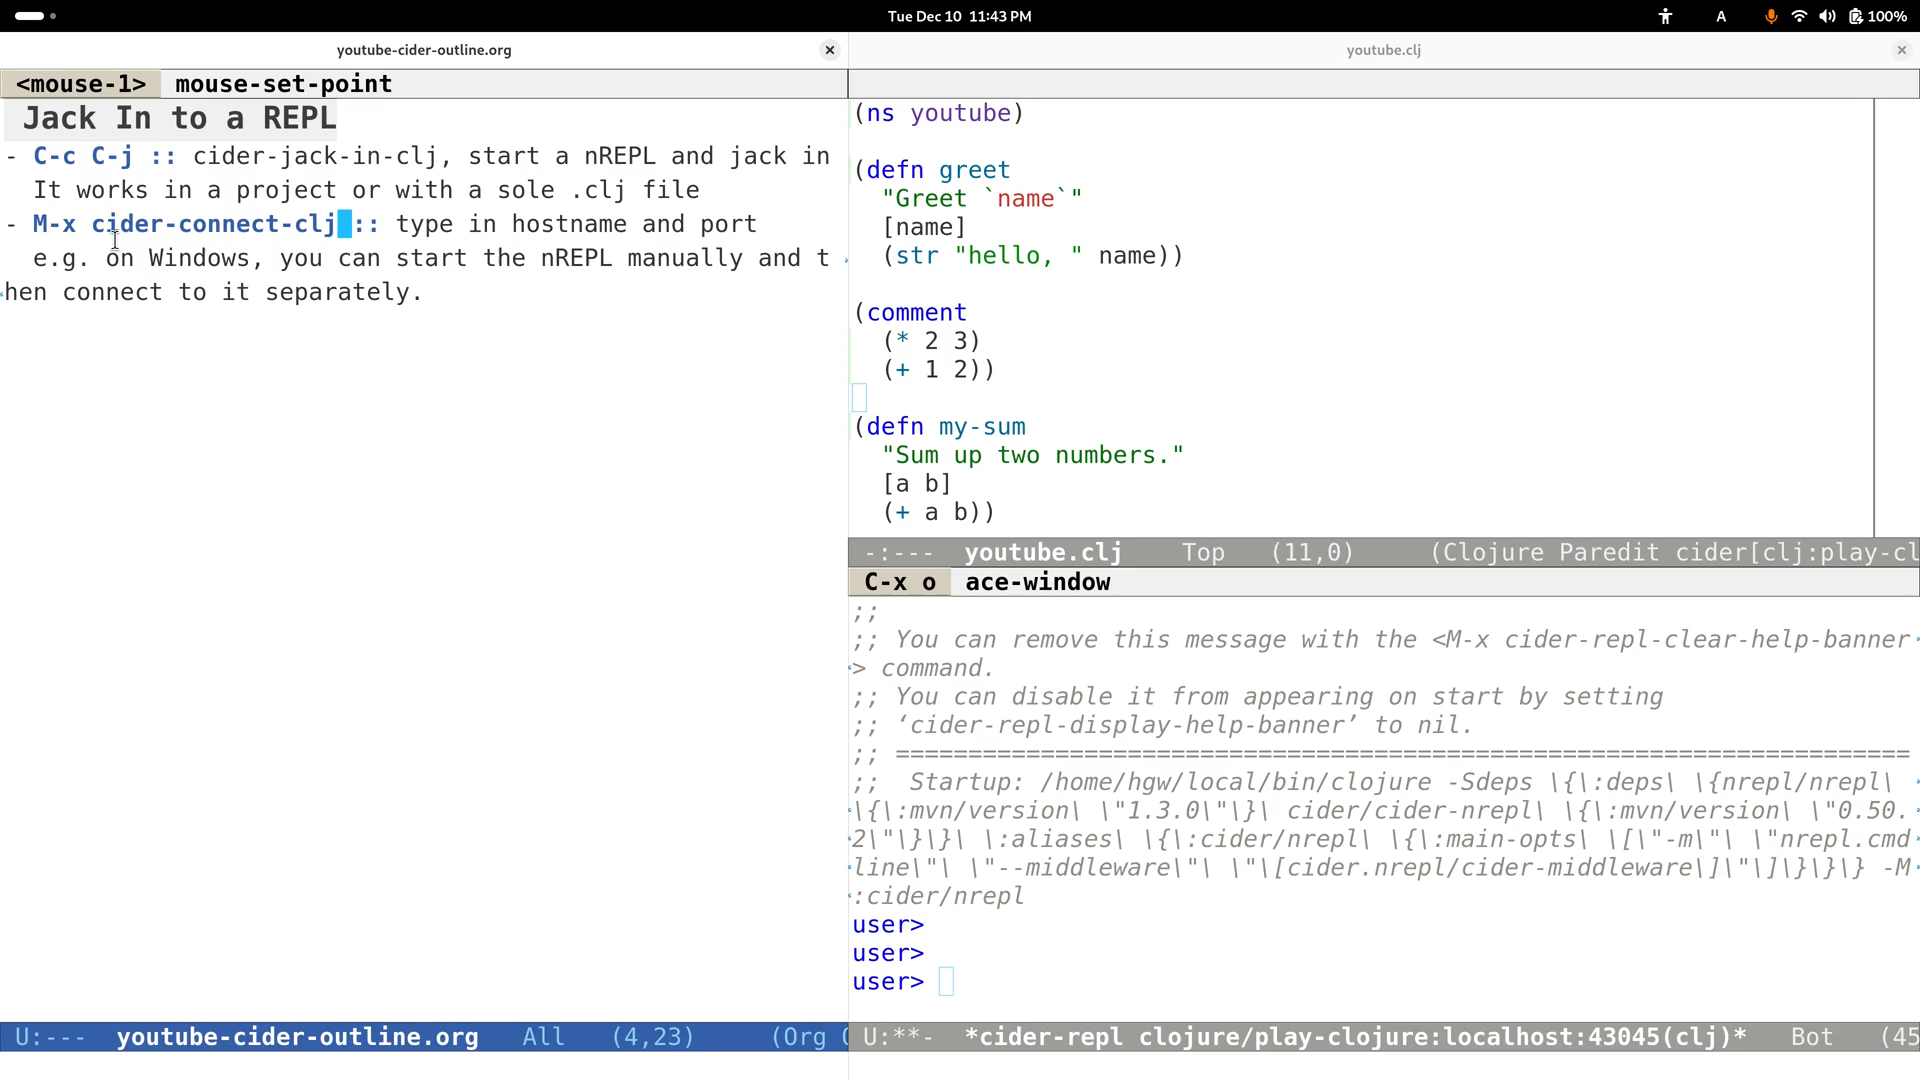 Tue Dec 10  11:43 PM
A
100%
youtube-cider-outline.org
<mouse-1>  mouse-set-point
Jack In to a REPL
- C-c C-j :: cider-jack-in-clj, start a nREPL and jack in
It works in a project or with a sole .clj file
- M-x cider-connect-clj :: type in hostname and port
e.g. on Windows, you can start the nREPL manually and t
hen connect to it separately.
U:---  youtube-cider-outline.org   All   (4,23)     (Org
youtube.clj
(ns youtube)
(defn greet
"Greet `name`"
[name]
(str "hello, " name))
(comment
(* 2 3)
(+ 1 2))
(defn my-sum
"Sum up two numbers."
[a b]
(+ a b))
-:---  youtube.clj    Top   (11,0)     (Clojure Paredit cider[clj:play-cl
C-x o  ace-window
;;
;; You can remove this message with the <M-x cider-repl-clear-help-banner
> command.
;; You can disable it from appearing on start by setting
;; ‘cider-repl-display-help-banner’ to nil.
;; ======================================================================
;;  Startup: /home/hgw/local/bin/clojure -Sdeps \{\:deps\ \{nrepl/nrepl\
\{\:mvn/version\ \"1.3.0\"\}\ cider/cider-nrepl\ \{\:mvn/version\ \"0.50.
2\"\}\}\ \:aliases\ \{\:cider/nrepl\ \{\:main-opts\ \[\"-m\"\ \"nrepl.cmd
line\"\ \"--middleware\"\ \"\[cider.nrepl/cider-middleware\]\"\]\}\}\} -M
:cider/nrepl
user>
user>
user>
U:**-  *cider-repl clojure/play-clojure:localhost:43045(clj)*   Bot   (45